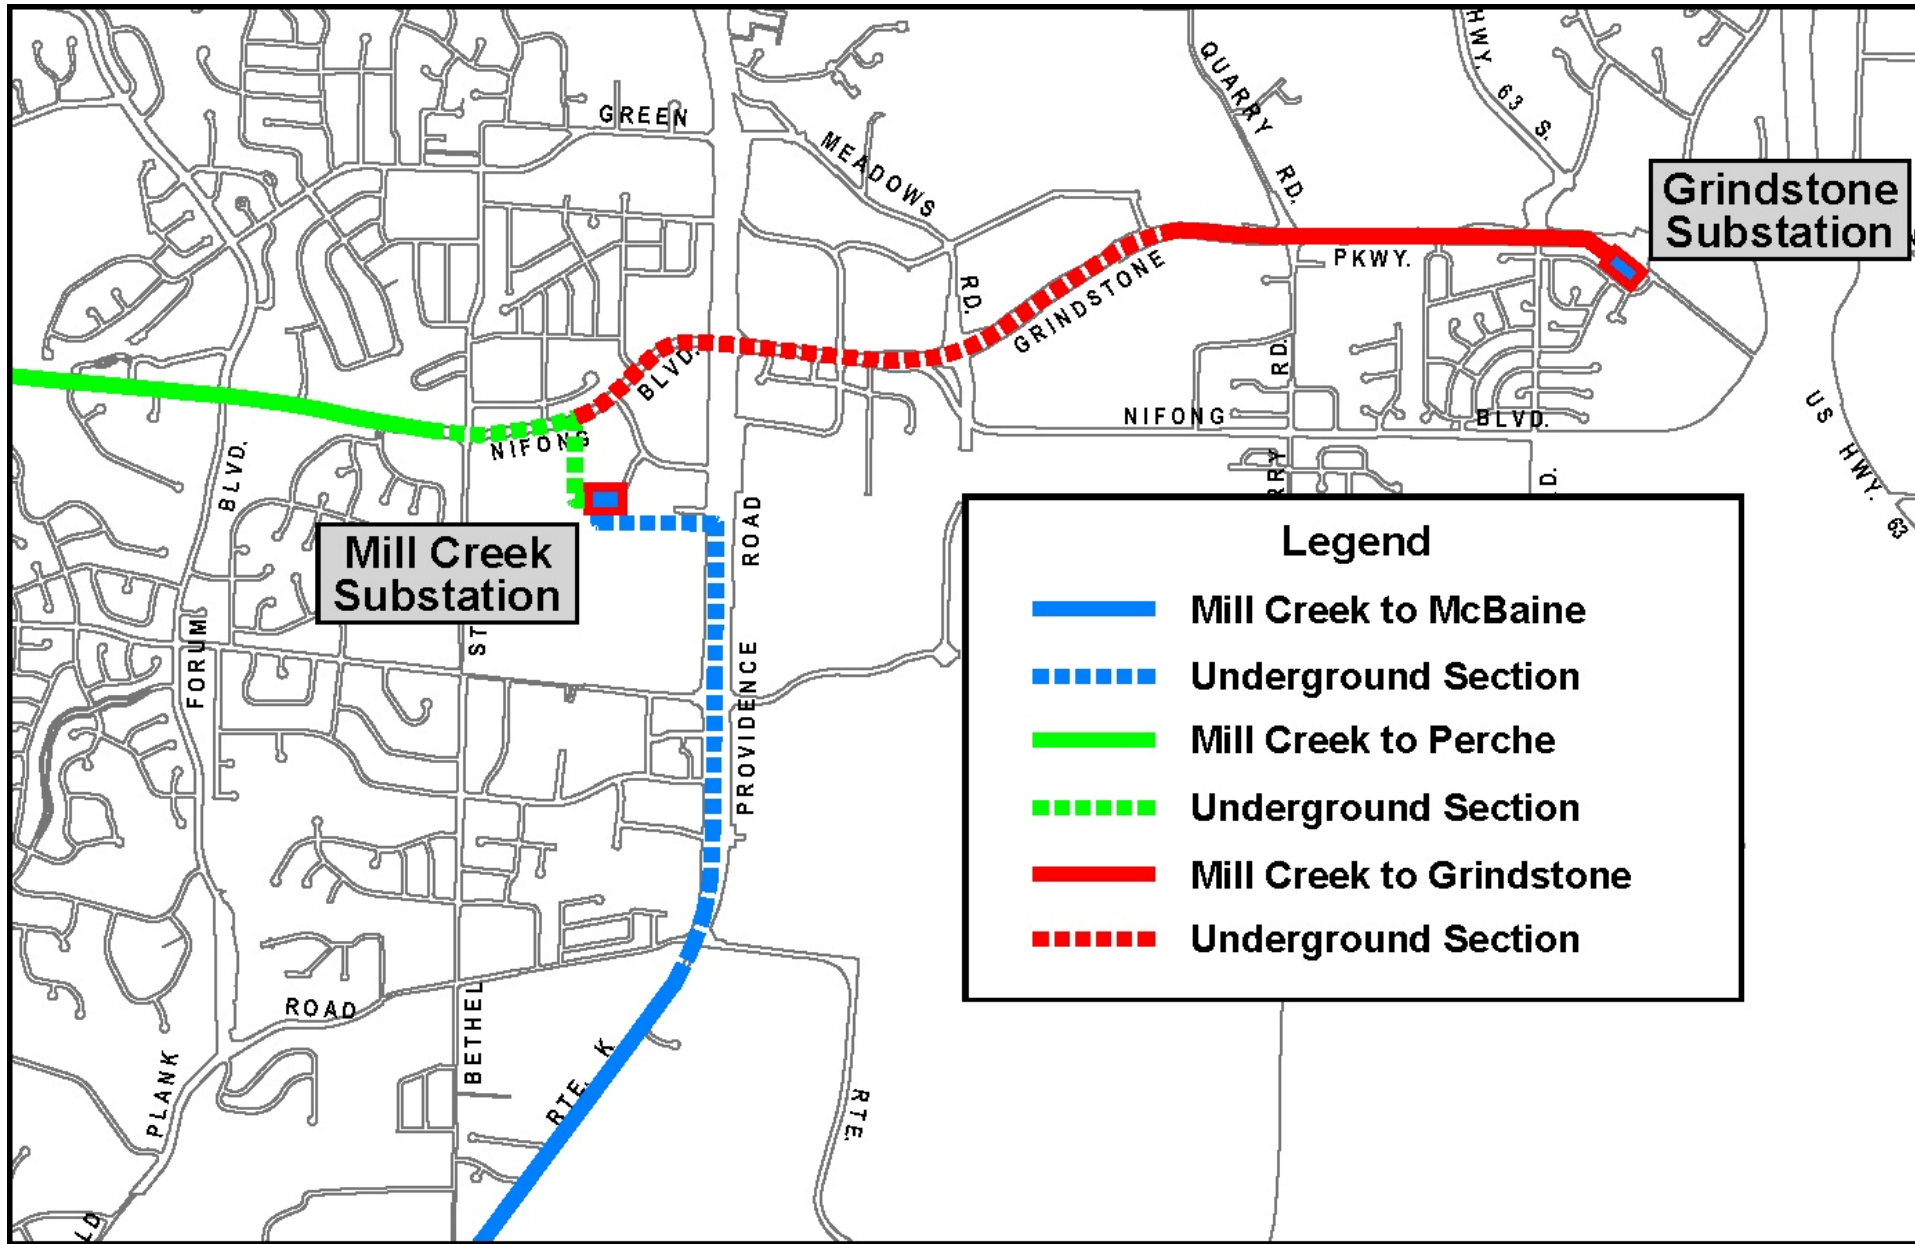 GREEN
MEADOWS
RD.
QUARRY
RD.
HWY. 63 S.
Grindstone
Substation
GRINDSTONE
PKWY.
NIFONG
BLVD.
NIFONG
BLVD.
RD.
US HWY. 63
BLVD.
FORUM
Mill Creek
Substation
ST
ROAD
PROVIDENCE
RRY
D.
Legend
Mill Creek to McBaine
Underground Section
Mill Creek to Perche
Underground Section
Mill Creek to Grindstone
Underground Section
ROAD
PLANK
BETHEL
RTE. K
RTE.
LD